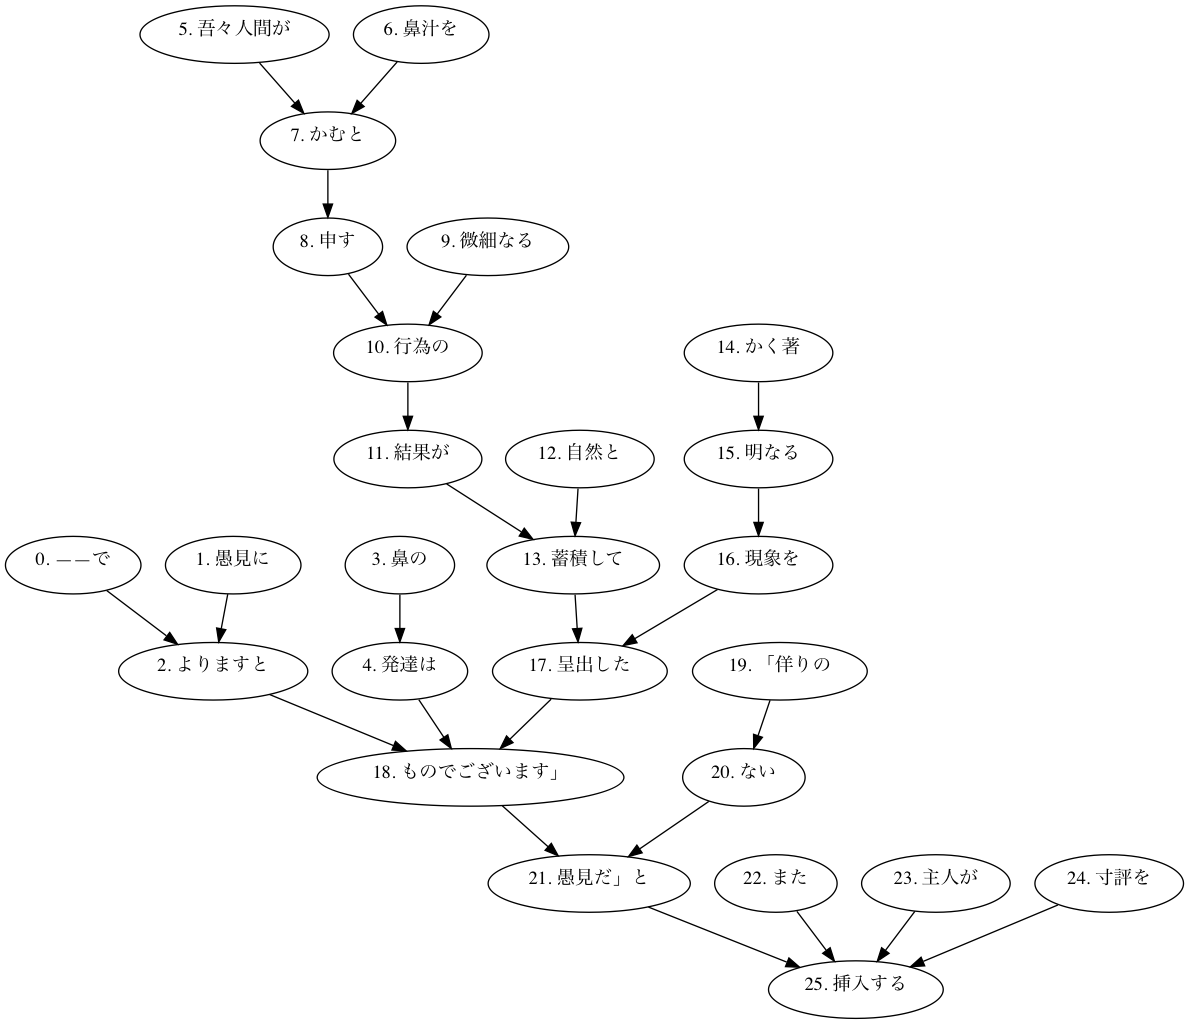 5. 吾々人間が
6. 鼻汁を
7. かむと
8. 申す
9. 微細なる
10. 行為の
14. かく著
11. 結果が
12. 自然と
15. 明なる
0. ——で
1. 愚見に
3. 鼻の
13. 蓄積して
16. 現象を
2. よりますと
4. 発達は
17. 呈出した
19. 「佯りの
18. ものでございます」
20. ない
21. 愚見だ」と
22. また
23. 主人が
24. 寸評を
25. 挿入する